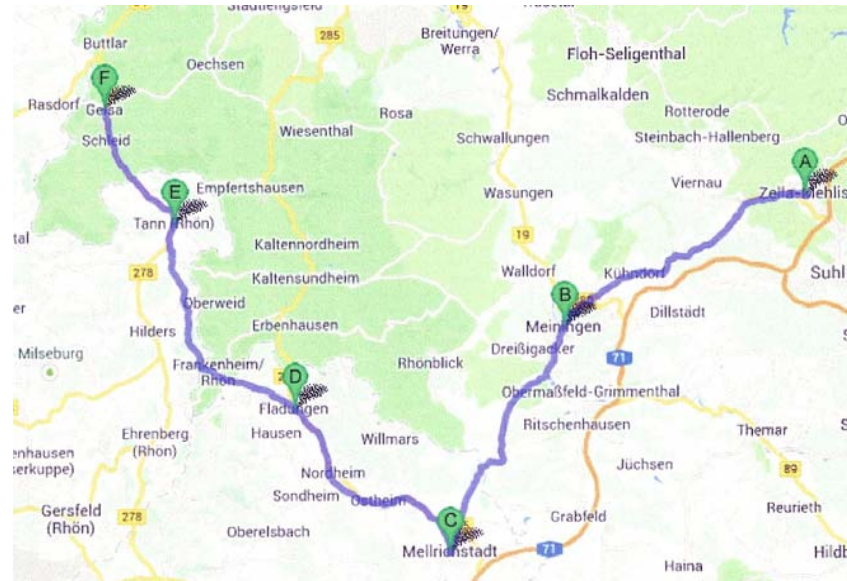 Stadtlengsfeld
285
Breitungen/
Werra
Buttlar
Floh-Seligenthal
Oechsen
F
Rasdorf
Geisa
Rosa
Schmalkalden
Rotterode
Schleid
Wiesenthal
Schwallungen
Steinbach-Hallenberg
A
E
Empfertshausen
Wasungen
Viernau
Zella-Mehlis
Tann (Rhön)
19
Kaltennordheim
278
Kaltensundheim
Walldorf
Kühndorf
Suhl
Oberweid
B
Erbenhausen
Meiningen
Dillstädt
Hilders
Milseburg
Dreißigacker
Frankenheim/
Rhön
Rhönblick
71
D
Fladungen
Obermaßfeld-Grimmenthal
Hausen
Willmars
Ritschenhausen
Ehrenberg
(Rhön)
Themar
Nordheim
Jüchsen
89
Sondheim
Ostheim
Gersfeld
(Rhön)
278
C
Grabfeld
Reurieth
Oberelsbach
Mellrichstadt
71
Haina